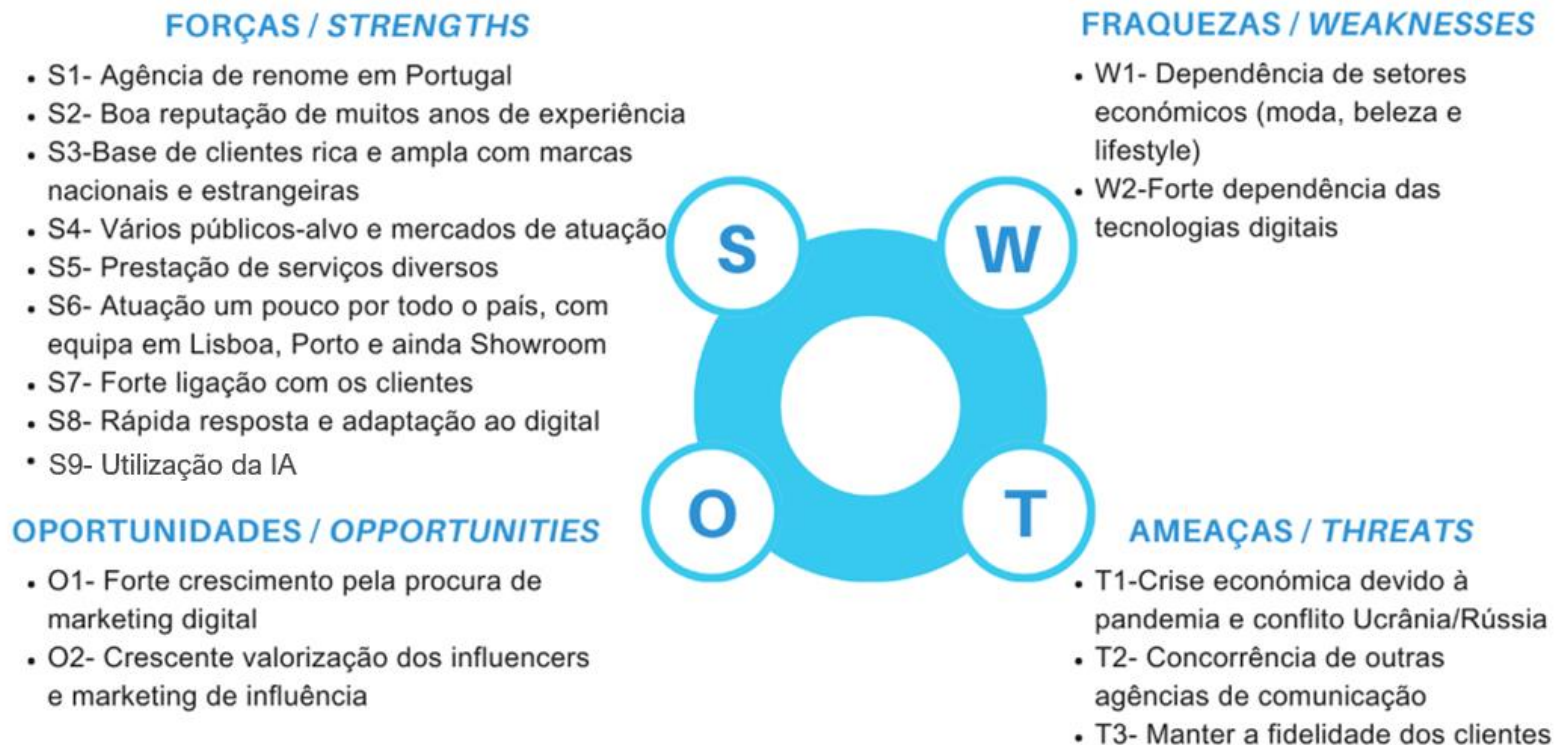 FORÇAS / STRENGTHS
• S1- Agência de renome em Portugal
• S2- Boa reputação de muitos anos de experiência
• S3-Base de clientes rica e ampla com marcas
nacionais e estrangeiras
• S4- Vários públicos-alvo e mercados de atuação
• S5- Prestação de serviços diversos
• S6- Atuação um pouco por todo o país, com
equipa em Lisboa, Porto e ainda Showroom
• S7- Forte ligação com os clientes
• S8- Rápida resposta e adaptação ao digital
• S9- Utilização da IA
FRAQUEZAS / WEAKNESSES
• W1- Dependência de setores
económicos (moda, beleza e
lifestyle)
• W2-Forte dependência das
tecnologias digitais
S
W
O
T
OPORTUNIDADES / OPPORTUNITIES
• O1- Forte crescimento pela procura de
marketing digital
• O2- Crescente valorização dos influencers
e marketing de influência
AMEAÇAS / THREATS
• T1-Crise económica devido à
pandemia e conflito Ucrânia/Rússia
• T2- Concorrência de outras
agências de comunicação
• T3- Manter a fidelidade dos clientes